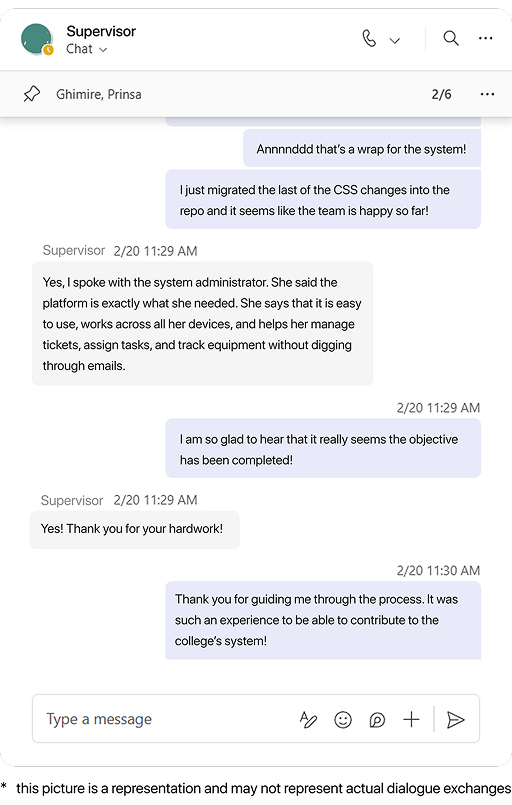 Supervisor
Chat
Ghimire, Prinsa
2/6
Annnnddd that's a wrap for the system!
I just migrated the last of the CSS changes into the
repo and it seems like the team is happy so far!
Supervisor 2/20 11:29 AM
Yes, I spoke with the system administrator. She said the
platform is exactly what she needed. She says that it is easy
to use, works across all her devices, and helps her manage
tickets, assign tasks, and track equipment without digging
through emails.
2/20 11:29 AM
I am so glad to hear that it really seems the objective
has been completed!
Supervisor 2/20 11:29 AM
Yes! Thank you for your hardwork!
2/20 11:30 AM
Thank you for guiding me through the process. It was
such an experience to be able to contribute to the
college's system!
Type a message
* this picture is a representation and may not represent actual dialogue exchanges